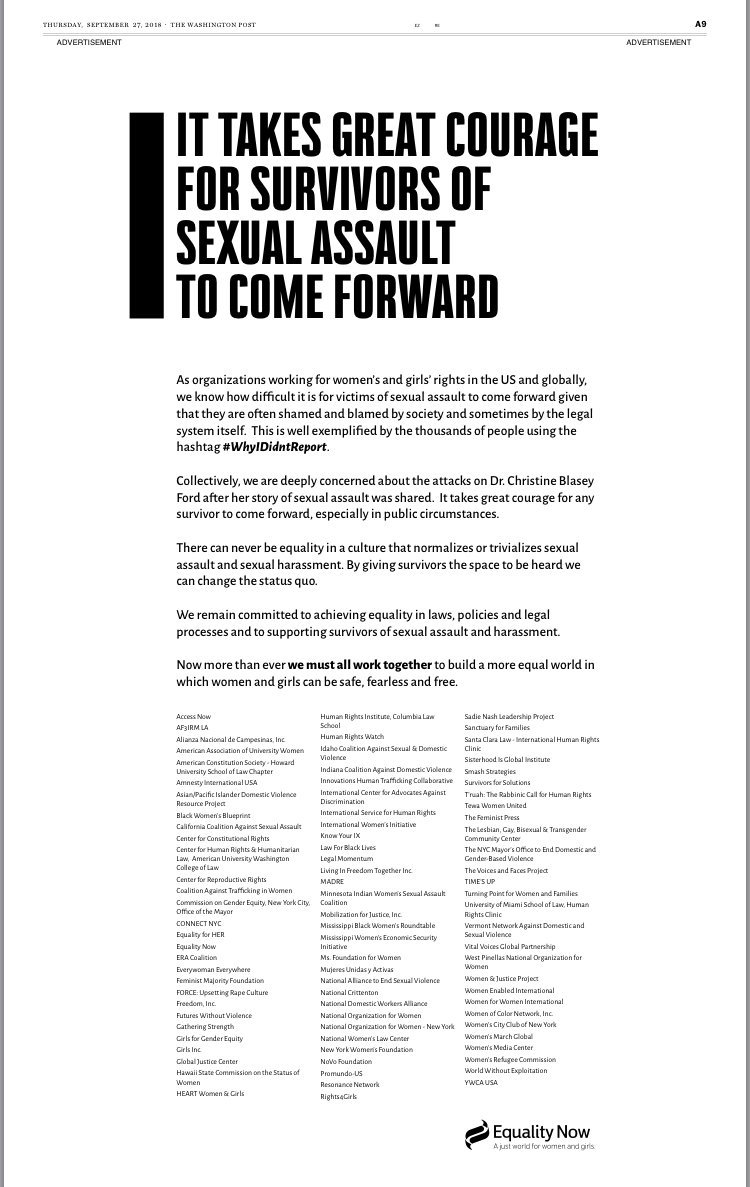 THURSDAY, SEPTEMBER 27, 2018 · THE WASHINGTON POST
EZ RE
A9
ADVERTISEMENT
ADVERTISEMENT
IT TAKES GREAT COURAGE
FOR SURVIVORS OF
SEXUAL ASSAULT
TO COME FORWARD
As organizations working for women's and girls' rights in the US and globally,
we know how difficult it is for victims of sexual assault to come forward given
that they are often shamed and blamed by society and sometimes by the legal
system itself. This is well exemplified by the thousands of people using the
hashtag #WhyIDidntReport.
Collectively, we are deeply concerned about the attacks on Dr. Christine Blasey
Ford after her story of sexual assault was shared. It takes great courage for any
survivor to come forward, especially in public circumstances.
There can never be equality in a culture that normalizes or trivializes sexual
assault and sexual harassment. By giving survivors the space to be heard we
can change the status quo.
We remain committed to achieving equality in laws, policies and legal
processes and to supporting survivors of sexual assault and harassment.
Now more than ever we must all work together to build a more equal world in
which women and girls can be safe, fearless and free.
Access Now
AF3IRM LA
Alianza Nacional de Campesinas, Inc.
American Association of University Women
American Constitution Society - Howard
University School of Law Chapter
Amnesty International USA
Asian/Pacific Islander Domestic Violence
Resource Project
Black Women's Blueprint
California Coalition Against Sexual Assault
Center for Constitutional Rights
Center for Human Rights & Humanitarian
Law, American University Washington
College of Law
Center for Reproductive Rights
Coalition Against Trafficking in Women
Commission on Gender Equity, New York City,
Office of the Mayor
CONNECT NYC
Equality for HER
Equality Now
ERA Coalition
Everywoman Everywhere
Feminist Majority Foundation
FORCE: Upsetting Rape Culture
Freedom, Inc.
Futures Without Violence
Gathering Strength
Girls for Gender Equity
Girls Inc.
Global Justice Center
Hawaii State Commission on the Status of
Women
HEART Women & Girls
Human Rights Institute, Columbia Law
School
Human Rights Watch
Idaho Coalition Against Sexual & Domestic
Violence
Indiana Coalition Against Domestic Violence
Innovations Human Trafficking Collaborative
International Center for Advocates Against
Discrimination
International Service for Human Rights
International Women's Initiative
Know Your IX
Law For Black Lives
Legal Momentum
Living In Freedom Together Inc.
MADRE
Minnesota Indian Women's Sexual Assault
Coalition
Mobilization for Justice, Inc.
Mississippi Black Women's Roundtable
Mississippi Women's Economic Security
Initiative
Ms. Foundation for Women
Mujeres Unidas y Activas
National Alliance to End Sexual Violence
National Crittenton
National Domestic Workers Alliance
National Organization for Women
National Organization for Women - New York
National Women's Law Center
New York Women's Foundation
NoVo Foundation
Promundo-US
Resonance Network
Rights4Girls
Sadie Nash Leadership Project
Sanctuary for Families
Santa Clara Law - International Human Rights
Clinic
Sisterhood Is Global Institute
Smash Strategies
Survivors for Solutions
T'ruah: The Rabbinic Call for Human Rights
Tewa Women United
The Feminist Press
The Lesbian, Gay, Bisexual & Transgender
Community Center
The NYC Mayor's Office to End Domestic and
Gender-Based Violence
The Voices and Faces Project
TIME'S UP
Turning Point for Women and Families
University of Miami School of Law, Human
Rights Clinic
Vermont Network Against Domestic and
Sexual Violence
Vital Voices Global Partnership
West Pinellas National Organization for
Women
Women & Justice Project
Women Enabled International
Women for Women International
Women of Color Network, Inc.
Women's City Club of New York
Women's March Global
Women's Media Center
Women's Refugee Commission
World Without Exploitation
YWCA USA
Equality Now
A just world for women and girls.